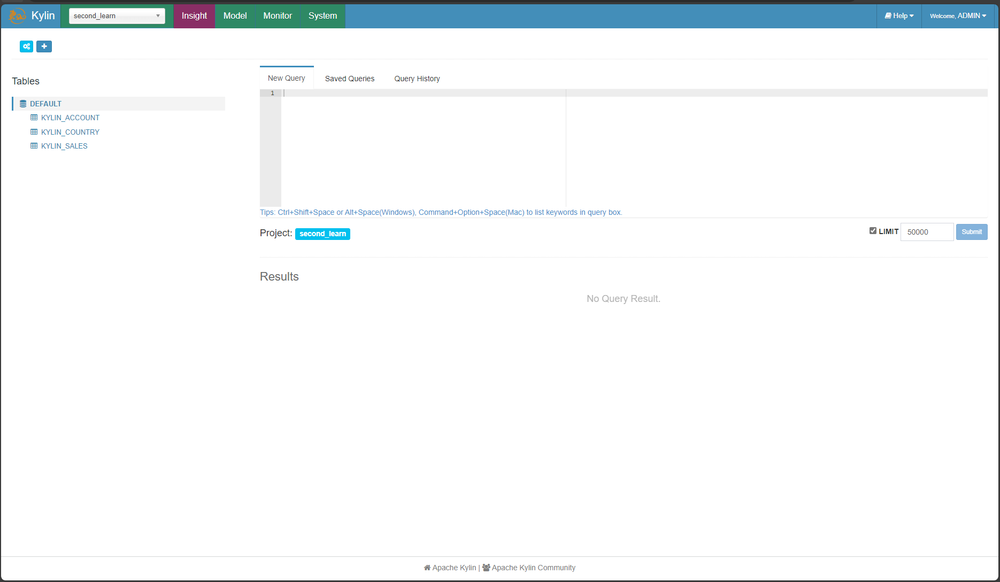 Kylin
second_learn
Insight
Model
Monitor
System
Help
Welcome, ADMIN
Tables
DEFAULT
KYLIN_ACCOUNT
KYLIN_COUNTRY
KYLIN_SALES
New Query
Saved Queries
Query History
1
Tips: Ctrl+Shift+Space or Alt+Space(Windows), Command+Option+Space(Mac) to list keywords in query box.
Project: second_learn
LIMIT 50000 Submit
Results
No Query Result.
Apache Kylin | Apache Kylin Community